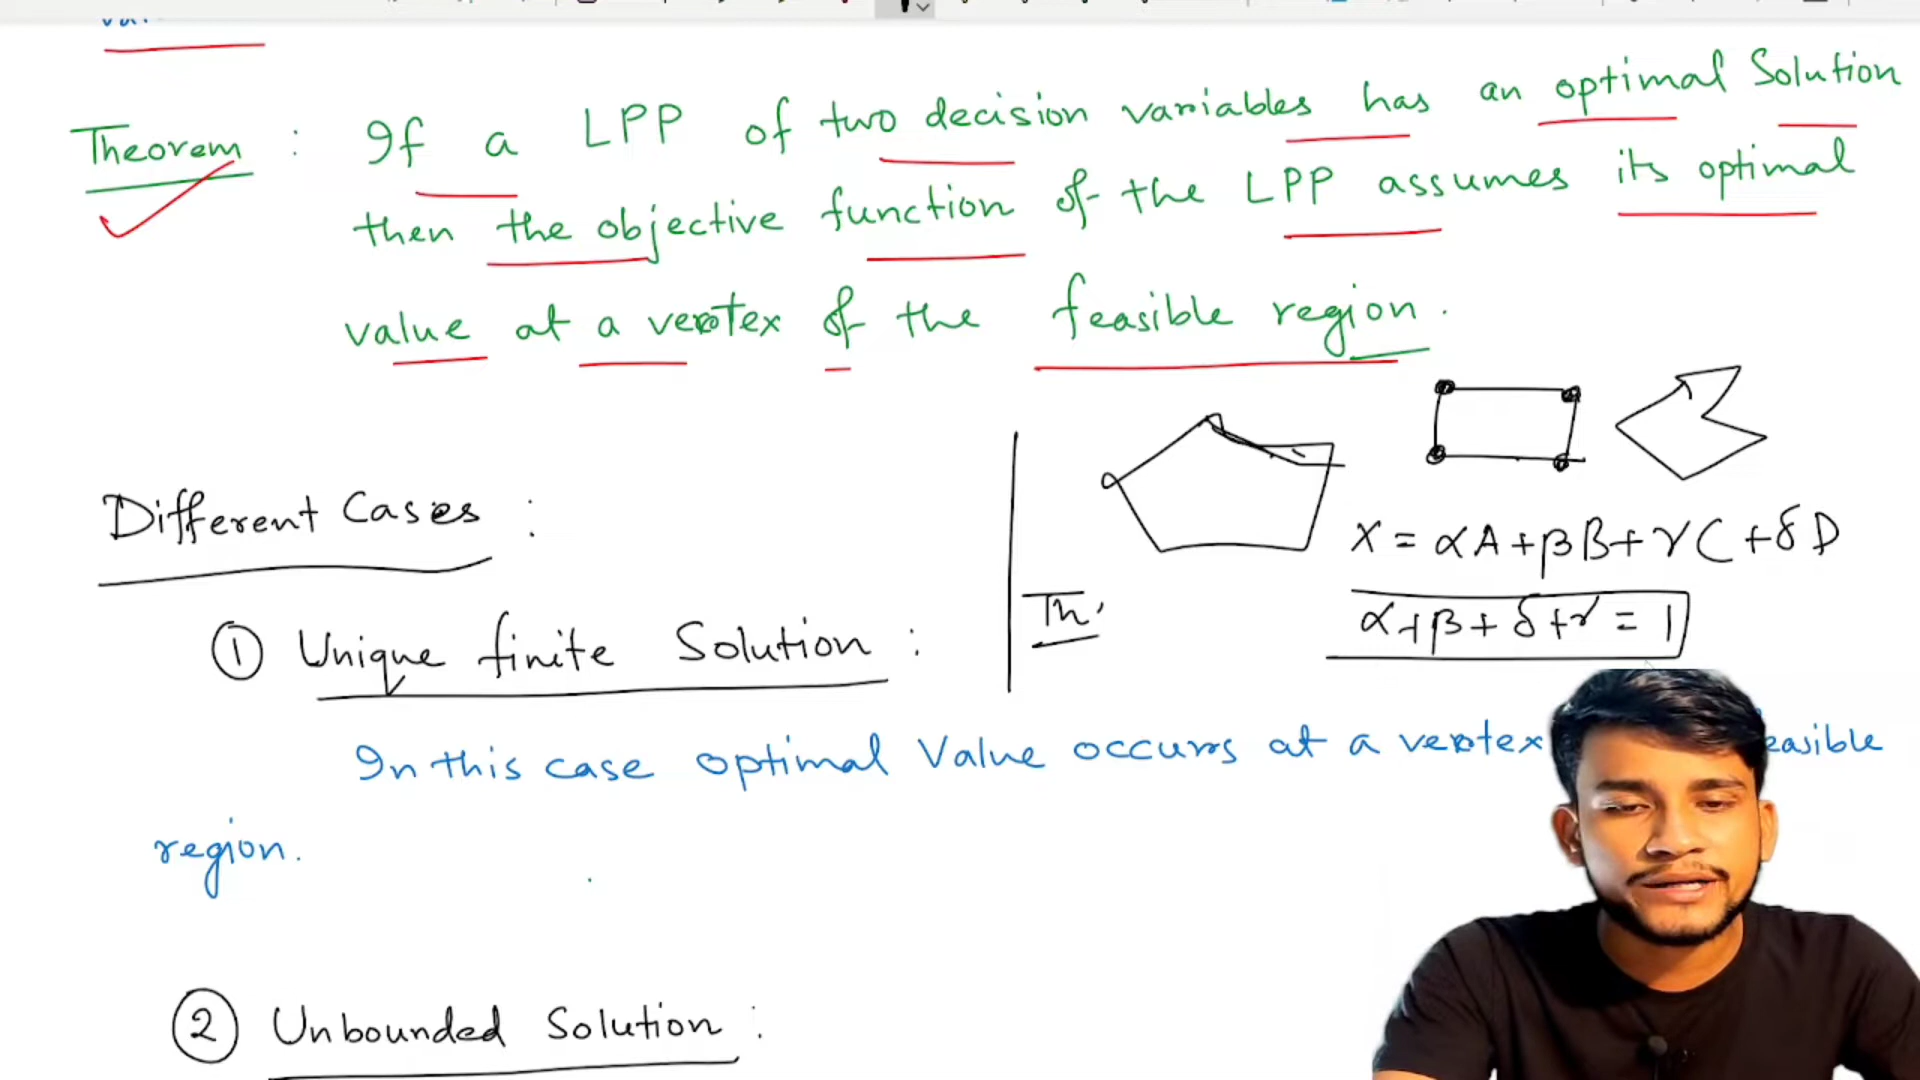 Theorem : If a LPP of two decision variables has an optimal Solution
then the objective function of the LPP assumes its optimal
value at a vertex of the feasible region.
Different Cases :
X = αA + βB + γC + δD
Th'
α + β + δ + γ = 1
① Unique finite Solution :
In this case optimal Value occurs at a vertex easible
region.
② Unbounded Solution :